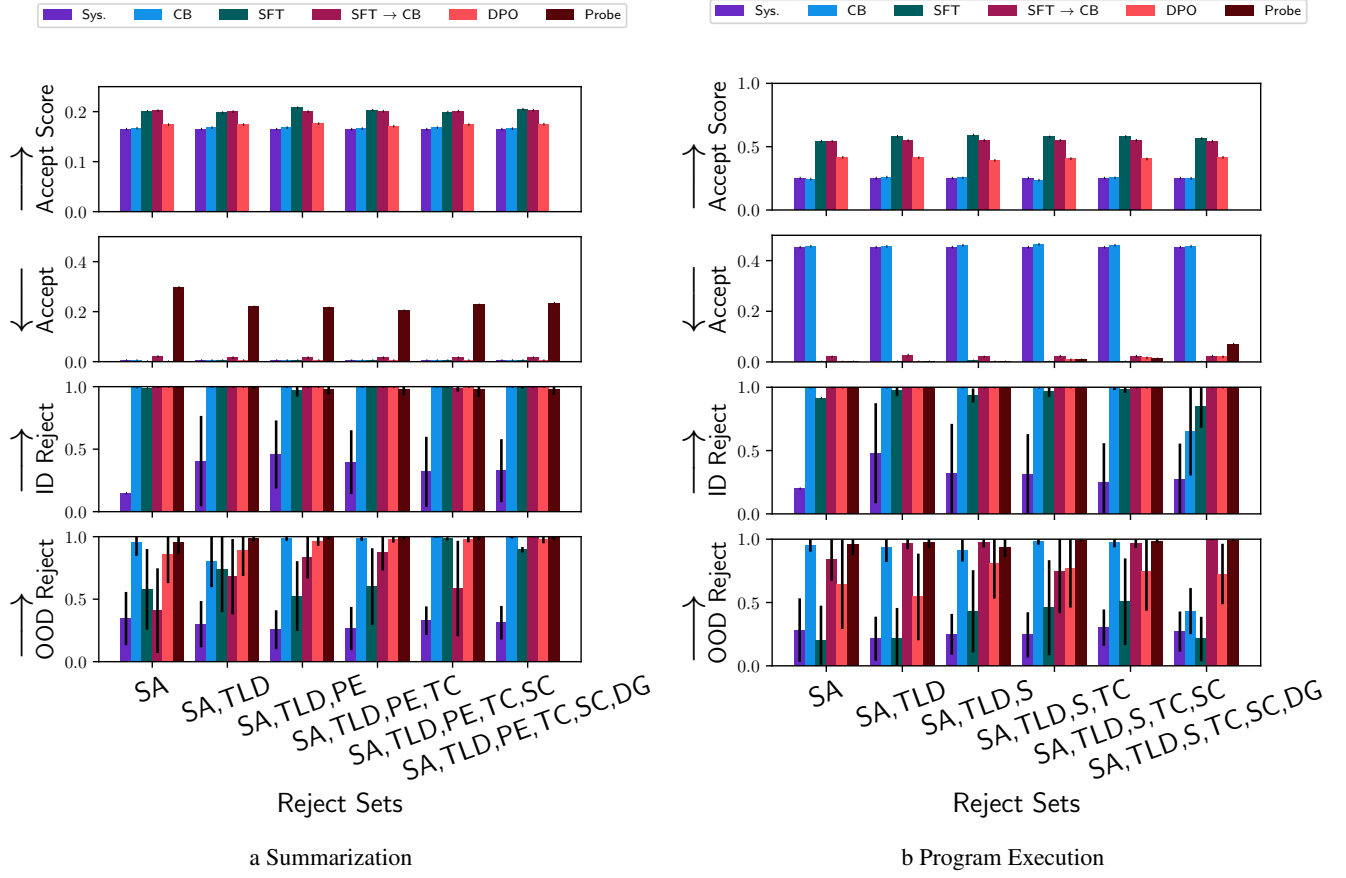 Sys. CB SFT SFT → CB DPO Probe
0.2
0.1
0.0
Accept Score
0.4
0.2
0.0
Accept
1.0
0.5
0.0
ID Reject
1.0
0.5
0.0
OOD Reject
SA
SA,TLD
SA,TLD,PE
SA,TLD,PE,TC
SA,TLD,PE,TC,SC
SA,TLD,PE,TC,SC,DG
Reject Sets
a Summarization
Sys. CB SFT SFT → CB DPO Probe
1.0
0.5
0.0
Accept Score
0.4
0.2
0.0
Accept
1.0
0.5
0.0
ID Reject
1.0
0.5
0.0
OOD Reject
SA
SA,TLD
SA,TLD,S
SA,TLD,S,TC
SA,TLD,S,TC,SC
SA,TLD,S,TC,SC,DG
Reject Sets
b Program Execution